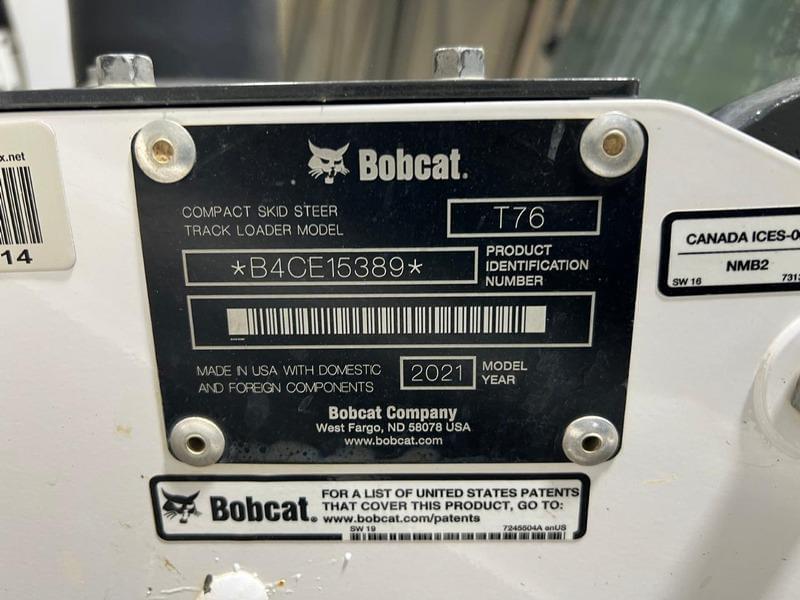 x.net
14
Bobcat.
COMPACT SKID STEER
TRACK LOADER MODEL
T76
*B4CE15389*
PRODUCT
IDENTIFICATION
NUMBER
MADE IN USA WITH DOMESTIC
AND FOREIGN COMPONENTS
2021
MODEL
YEAR
Bobcat Company
West Fargo, ND 58078 USA
www.bobcat.com
CANADA ICES-0
NMB2
SW 16
731
Bobcat.
FOR A LIST OF UNITED STATES PATENTS
THAT COVER THIS PRODUCT, GO TO:
www.bobcat.com/patents
SW 19
7245504A enUS